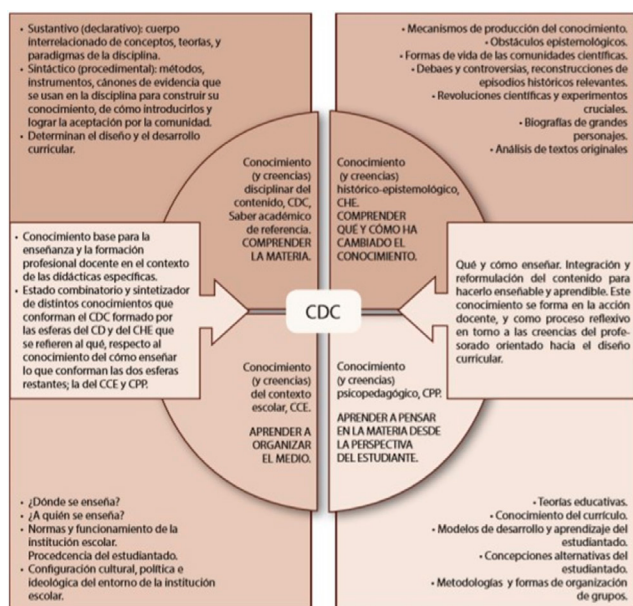 • Sustantivo (declarativo): cuerpo
interrelacionado de conceptos, teorías, y
paradigmas de la disciplina.
• Sintáctico (procedimental): métodos,
instrumentos, cánones de evidencia que
se usan en la disciplina para construir su
conocimiento, de cómo introducirlos y
lograr la aceptación por la comunidad.
• Determinan el diseño y el desarrollo
curricular.
• Mecanismos de producción del conocimiento.
• Obstáculos epistemológicos.
• Formas de vida de las comunidades científicas.
• Debaes y controversias, reconstrucciones de
episodios históricos relevantes.
• Revoluciones científicas y experimentos
cruciales.
• Biografías de grandes
personajes.
• Análisis de textos originales
Conocimiento
(y creencias)
disciplinar del
contenido, CDC,
Saber académico
de referencia.
COMPRENDER
LA MATERIA.
Conocimiento
(y creencias)
histórico-epistemológico,
CHE.
COMPRENDER
QUÉ Y CÓMO HA
CAMBIADO EL
CONOCIMIENTO.
• Conocimiento base para la
enseñanza y la formación
profesional docente en el contexto
de las didácticas específicas.
• Estado combinatorio y sintetizador
de distintos conocimientos que
conforman el CDC formado por
las esferas del CD y del CHE que
se refieren al qué, respecto al
conocimiento del cómo enseñar
lo que conforman las dos esferas
restantes; la del CCE y CPP.
CDC
Qué y cómo enseñar. Integración y
reformulación del contenido para
hacerlo enseñable y aprendible. Este
conocimiento se forma en la acción
docente, y como proceso reflexivo
en torno a las creencias del profe-
sorado orientado hacia el diseño
curricular.
Conocimiento
(y creencias)
del contexto
escolar, CCE.
APRENDER A
ORGANIZAR
EL MEDIO.
Conocimiento
(y creencias)
psicopedagógico, CPP.
APRENDER A PENSAR
EN LA MATERIA DESDE
LA PERSPECTIVA
DEL ESTUDIANTE.
• ¿Dónde se enseña?
• ¿A quién se enseña?
• Normas y funcionamiento de la
institución escolar.
Procedcencia del estudiantado.
• Configuración cultural, política e
ideológica del entorno de la institución
escolar.
• Teorías educativas.
• Conocimiento del currículo.
• Modelos de desarrollo y aprendizaje del
estudiantado.
• Concepciones alternativas del
estudiantado.
• Metodologías y formas de organización
de grupos.